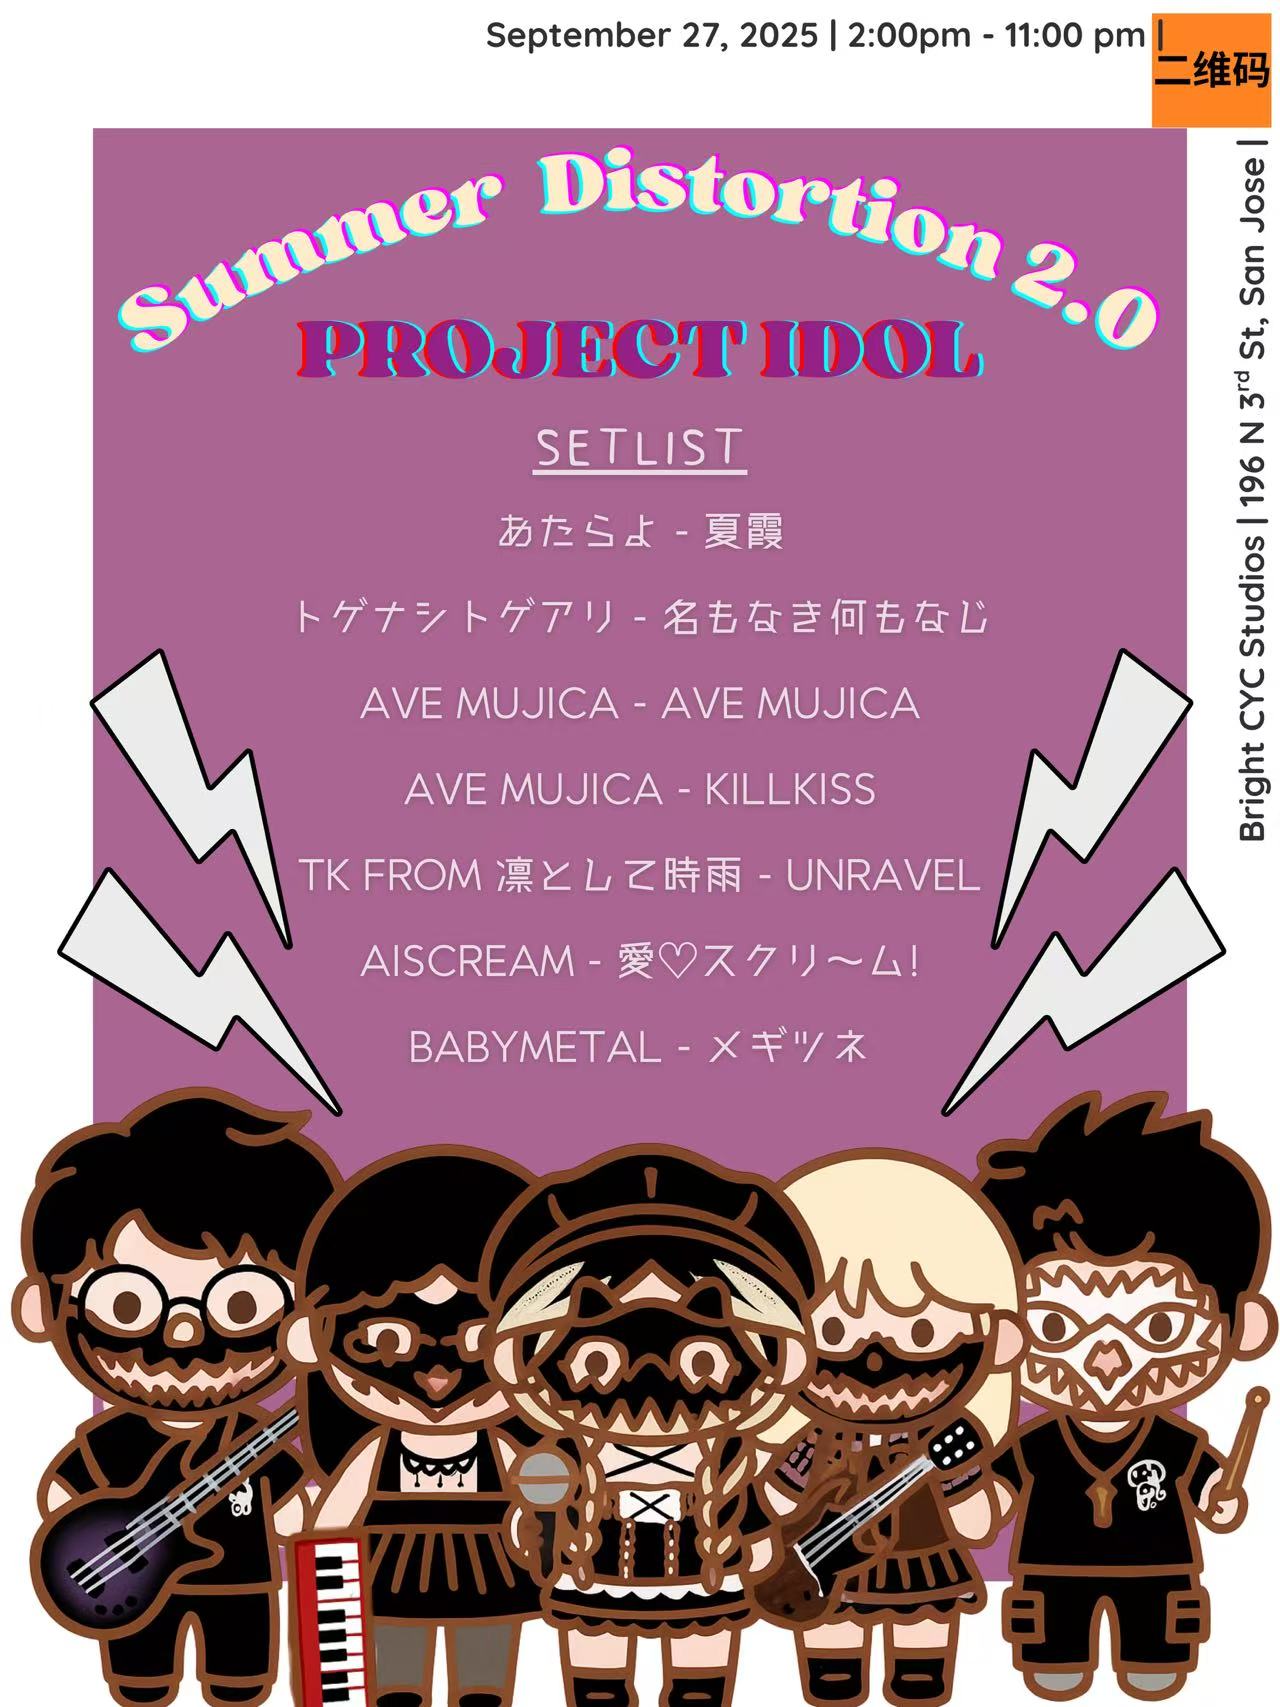 September 27, 2025 | 2:00pm - 11:00 pm |
二维码
Bright CYC Studios | 196 N 3rd St, San Jose |
Summer Distortion 2.0
PROJECT IDOL
SETLIST
あたらよ - 夏霞
トゲナシトゲアリ - 名もなき何もなじ
AVE MUJICA - AVE MUJICA
AVE MUJICA - KILLKISS
TK FROM 凛として時雨 - UNRAVEL
AISCREAM - 愛♡スクリ〜ム!
BABYMETAL - メギツネ